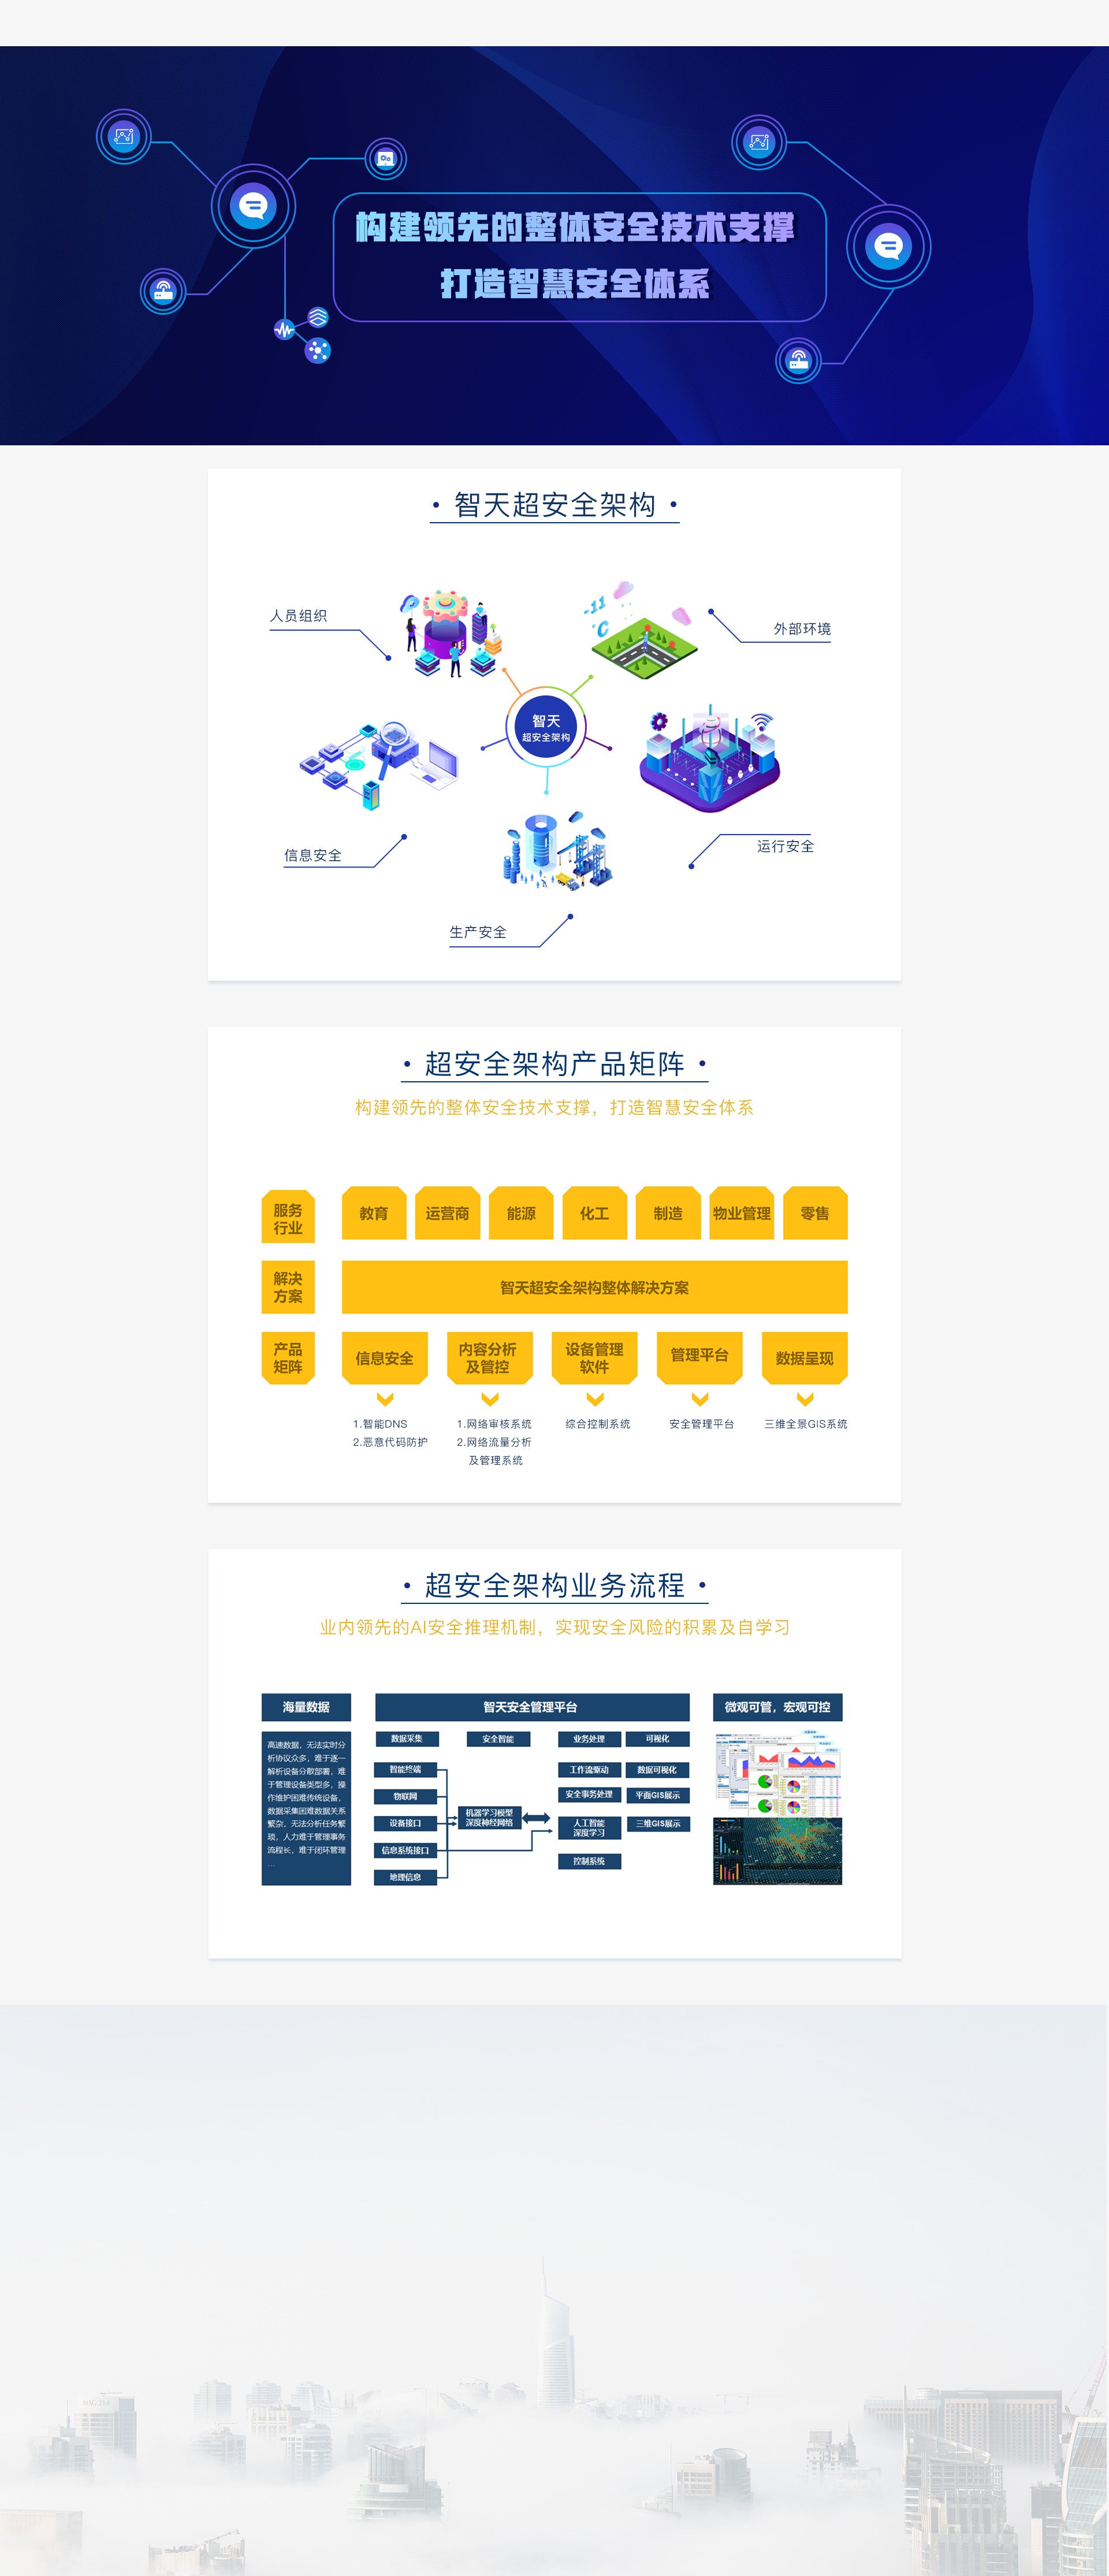 构建领先的整体安全技术支撑
打造智慧安全体系
智天超安全架构
人员组织
外部环境
智天
超安全架构
信息安全
运行安全
生产安全
超安全架构产品矩阵
构建领先的整体安全技术支撑，打造智慧安全体系
服务
行业
教育
运营商
能源
化工
制造
物业管理
零售
解决
方案
智天超安全架构整体解决方案
产品
矩阵
信息安全
内容分析
及管控
设备管理
软件
管理平台
数据呈现
1.智能DNS
2.恶意代码防护
1.网络审核系统
2.网络流量分析
及管理系统
综合控制系统
安全管理平台
三维全景GIS系统
超安全架构业务流程
业内领先的AI安全推理机制，实现安全风险的积累及自学习
海量数据
智天安全管理平台
微观可管，宏观可控
高速数据，无法实时分
析协议众多，难于逐一
解析设备分散部署，难
于管理设备类型多，操
作维护困难传统设备，
数据采集困难数据关系
繁杂，无法分析任务繁
琐，人力难于管理事务
流程长，难于闭环管理
...
数据采集
安全智能
业务处理
可视化
智能终端
物联网
设备接口
信息系统接口
地理信息
机器学习模型
深度神经网络
工作流驱动
安全事务处理
人工智能
深度学习
控制系统
数据可视化
平面GIS展示
三维GIS展示